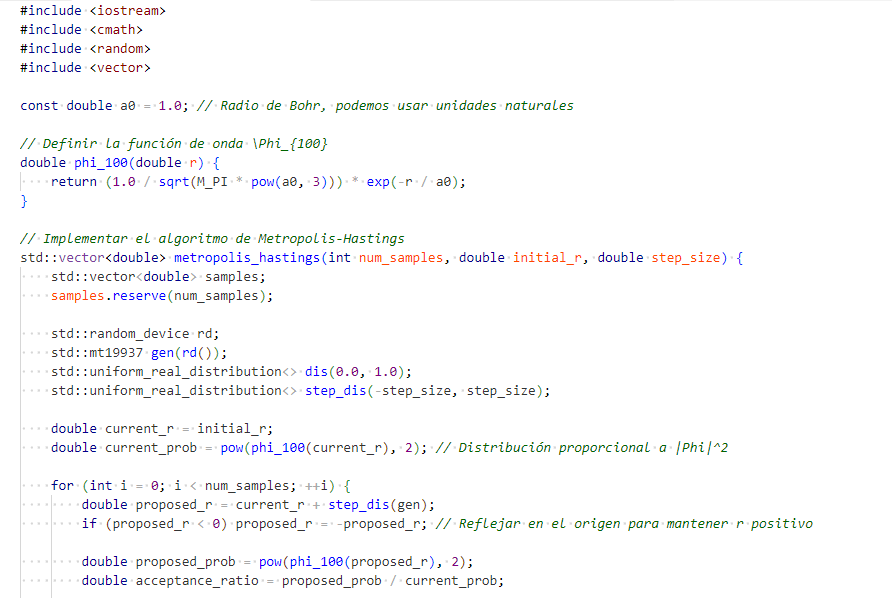 #include <iostream>
#include <cmath>
#include <random>
#include <vector>

const double a0 = 1.0; // Radio de Bohr, podemos usar unidades naturales

// Definir la función de onda \Phi_{100}
double phi_100(double r) {
    return (1.0 / sqrt(M_PI * pow(a0, 3))) * exp(-r / a0);
}

// Implementar el algoritmo de Metropolis-Hastings
std::vector<double> metropolis_hastings(int num_samples, double initial_r, double step_size) {
    std::vector<double> samples;
    samples.reserve(num_samples);

    std::random_device rd;
    std::mt19937 gen(rd());
    std::uniform_real_distribution<> dis(0.0, 1.0);
    std::uniform_real_distribution<> step_dis(-step_size, step_size);

    double current_r = initial_r;
    double current_prob = pow(phi_100(current_r), 2); // Distribución proporcional a |Phi|^2

    for (int i = 0; i < num_samples; ++i) {
        double proposed_r = current_r + step_dis(gen);
        if (proposed_r < 0) proposed_r = -proposed_r; // Reflejar en el origen para mantener r positivo

        double proposed_prob = pow(phi_100(proposed_r), 2);
        double acceptance_ratio = proposed_prob / current_prob;